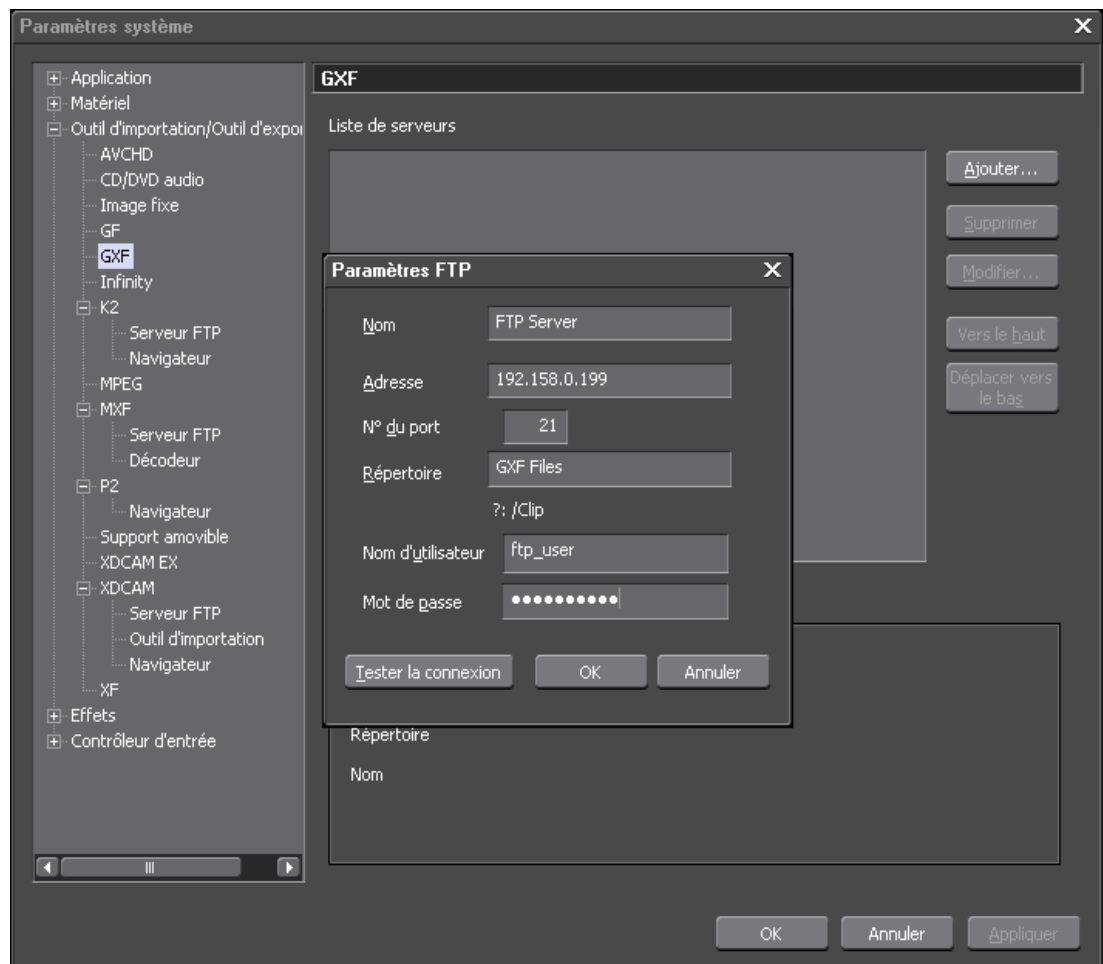 Paramètres système
Application
Matériel
Outil d'importation/Outil d'expor
AVCHD
CD/DVD audio
Image fixe
GF
GXF
Infinity
K2
Serveur FTP
Navigateur
MPEG
MXF
Serveur FTP
Décodeur
P2
Navigateur
Support amovible
XDCAM EX
XDCAM
Serveur FTP
Outil d'importation
Navigateur
XF
Effets
Contrôleur d'entrée
GXF
Liste de serveurs
Ajouter...
Supprimer
Modifier...
Vers le haut
Déplacer vers
le bas
Paramètres FTP
Nom
FTP Server
Adresse
192.158.0.199
N° du port
21
Répertoire
GXF Files
?: /Clip
Nom d'utilisateur
ftp_user
Mot de passe
••••••••••
Tester la connexion
OK
Annuler
Répertoire
Nom
OK
Annuler
Appliquer